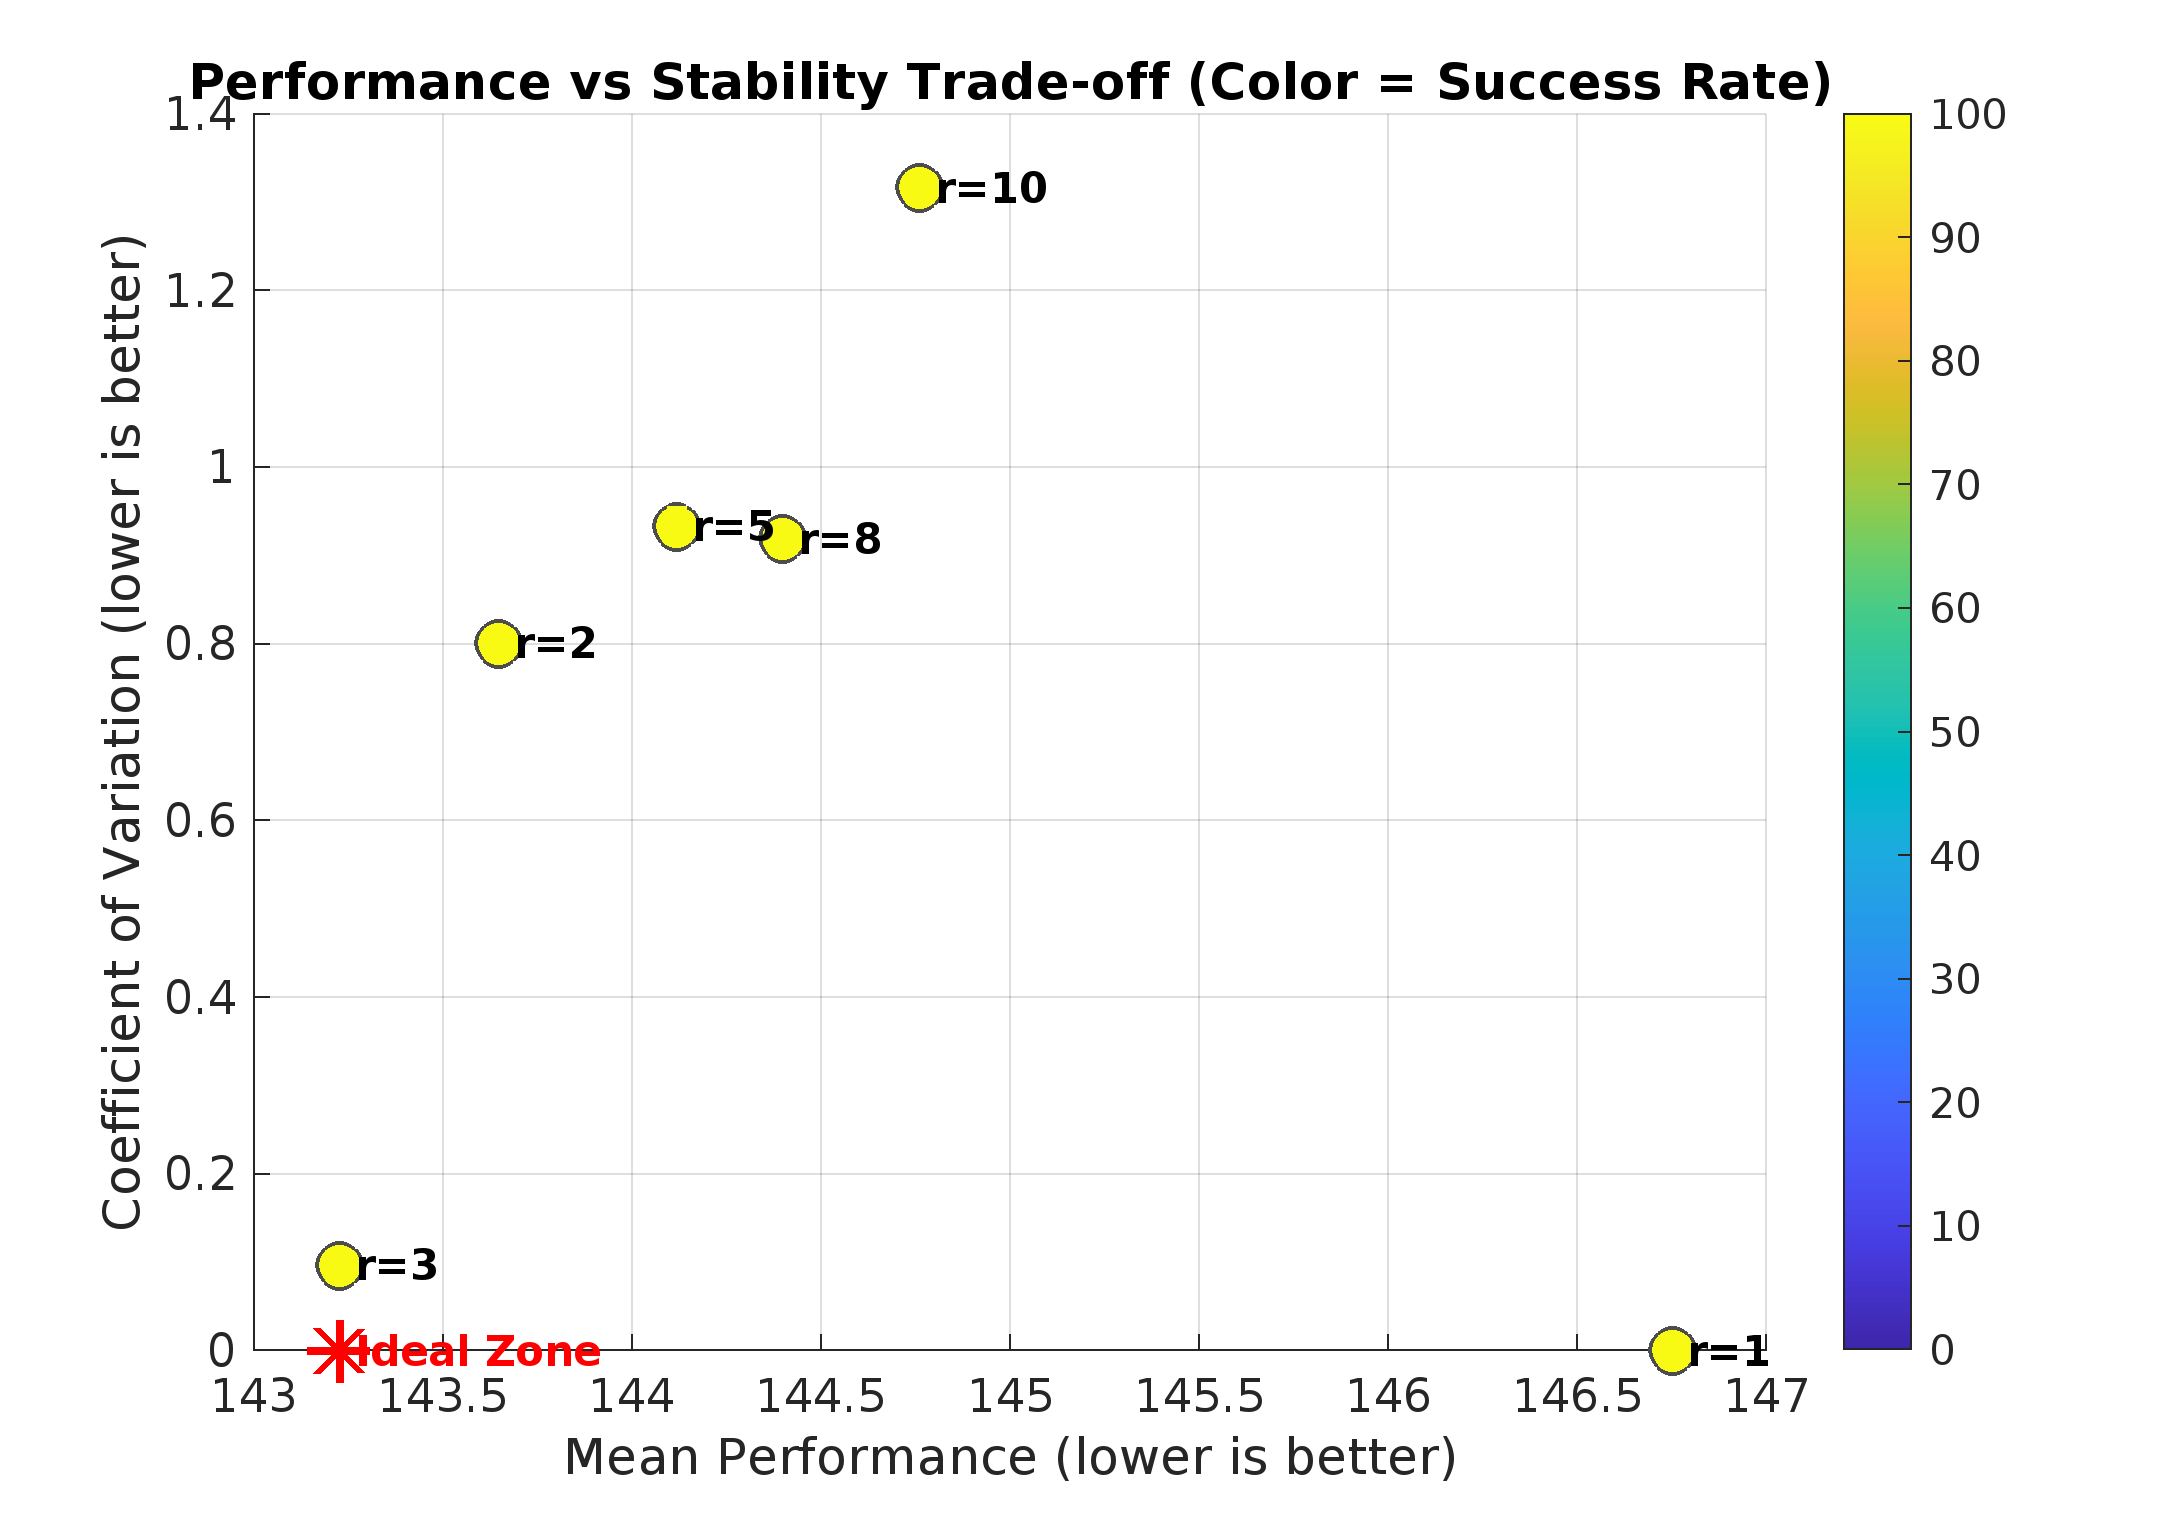 Performance vs Stability Trade-off (Color = Success Rate)
1.4
1.2
1
0.8
0.6
0.4
0.2
0
Coefficient of Variation (lower is better)
r=10
r=5
r=8
r=2
r=3
Ideal Zone
r=1
143
143.5
144
144.5
145
145.5
146
146.5
147
Mean Performance (lower is better)
100
90
80
70
60
50
40
30
20
10
0